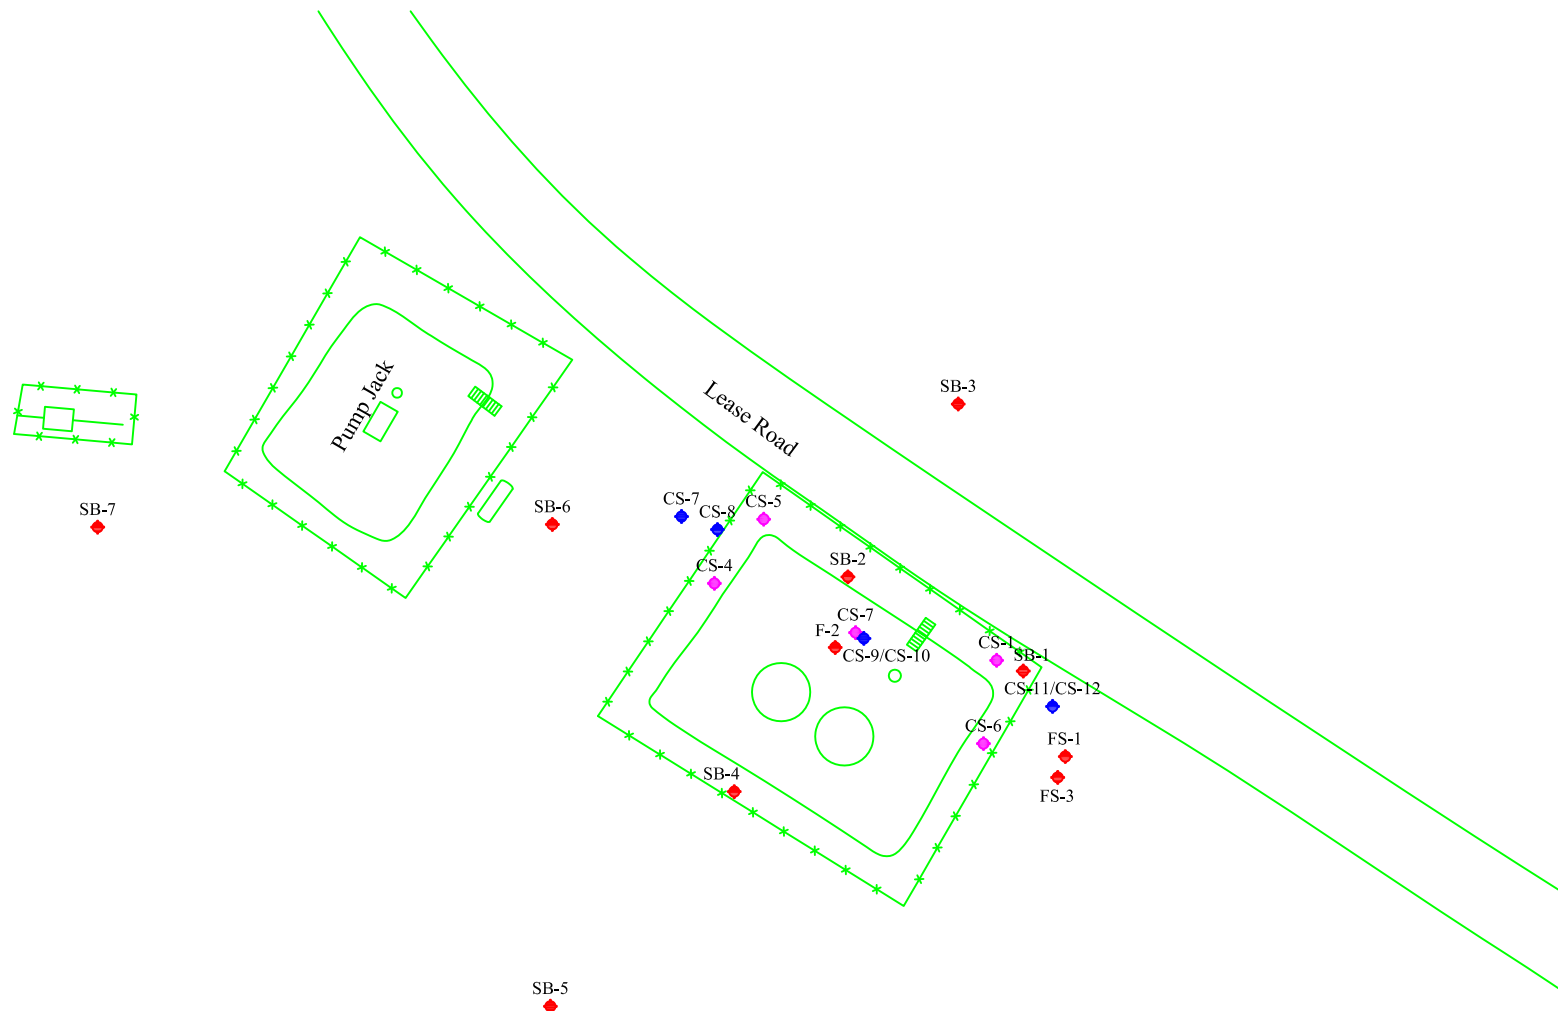 Pump Jack
Lease Road
SB-3
SB-7
SB-6
CS-7
CS-8
CS-5
CS-4
SB-2
CS-7
F-2
CS-9/CS-10
CS-1
SB-1
CS-11/CS-12
CS-6
FS-1
FS-3
SB-4
SB-5